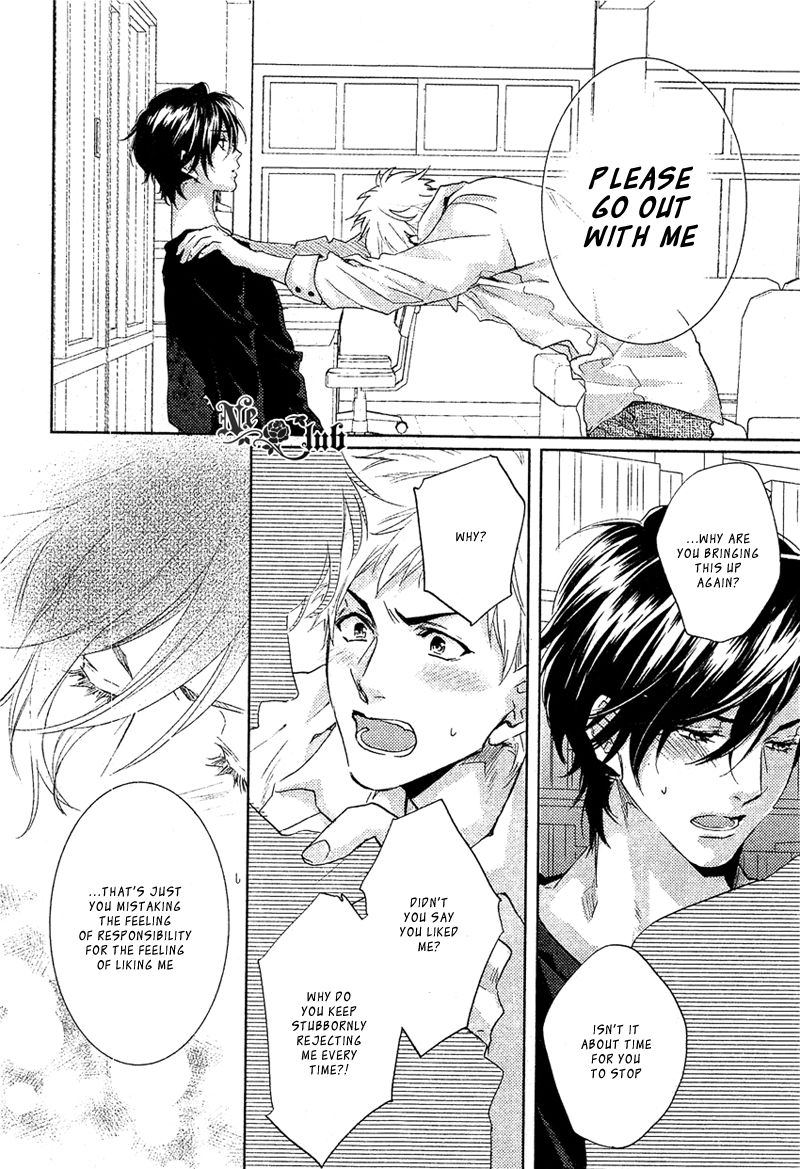 PLEASE
GO OUT
WITH ME
...WHY ARE
YOU BRINGING
THIS UP
AGAIN?
ISN'T IT
ABOUT TIME
FOR YOU
TO STOP
WHY?
DIDN'T
YOU SAY
YOU LIKED
ME?
WHY DO
YOU KEEP
STUBBORNLY
REJECTING
ME EVERY
TIME?!
...THAT'S JUST
YOU MISTAKING
THE FEELING
OF RESPONSIBILITY
FOR THE FEELING
OF LIKING ME